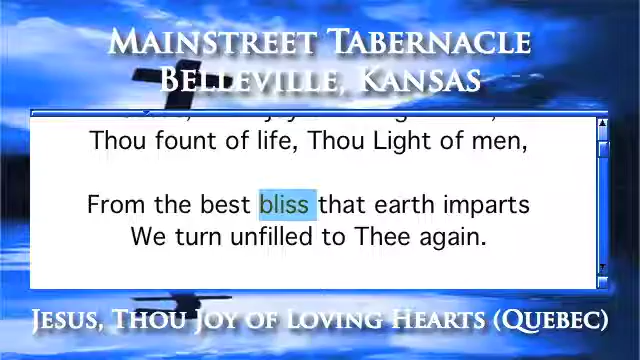 Mainstreet Tabernacle
Belleville, Kansas
Thou fount of life, Thou Light of men,
From the best bliss that earth imparts
We turn unfilled to Thee again.
Jesus, Thou Joy of Loving Hearts (Quebec)